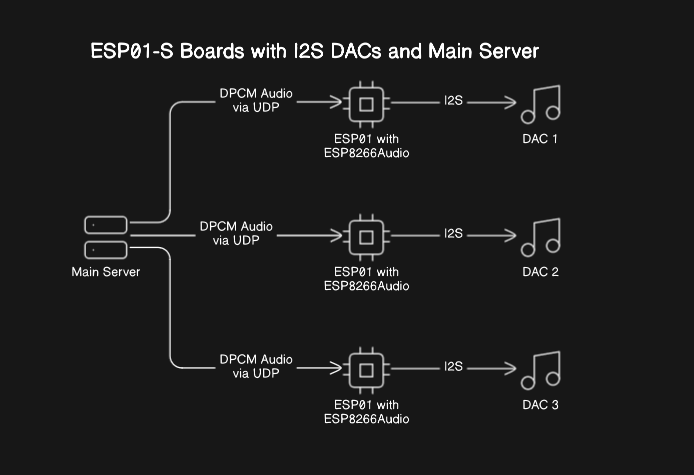 ESP01-S Boards with I2S DACs and Main Server
DPCM Audio
via UDP
I2S
ESP01 with
ESP8266Audio
DAC 1
DPCM Audio
via UDP
I2S
Main Server
ESP01 with
ESP8266Audio
DAC 2
DPCM Audio
via UDP
I2S
ESP01 with
ESP8266Audio
DAC 3